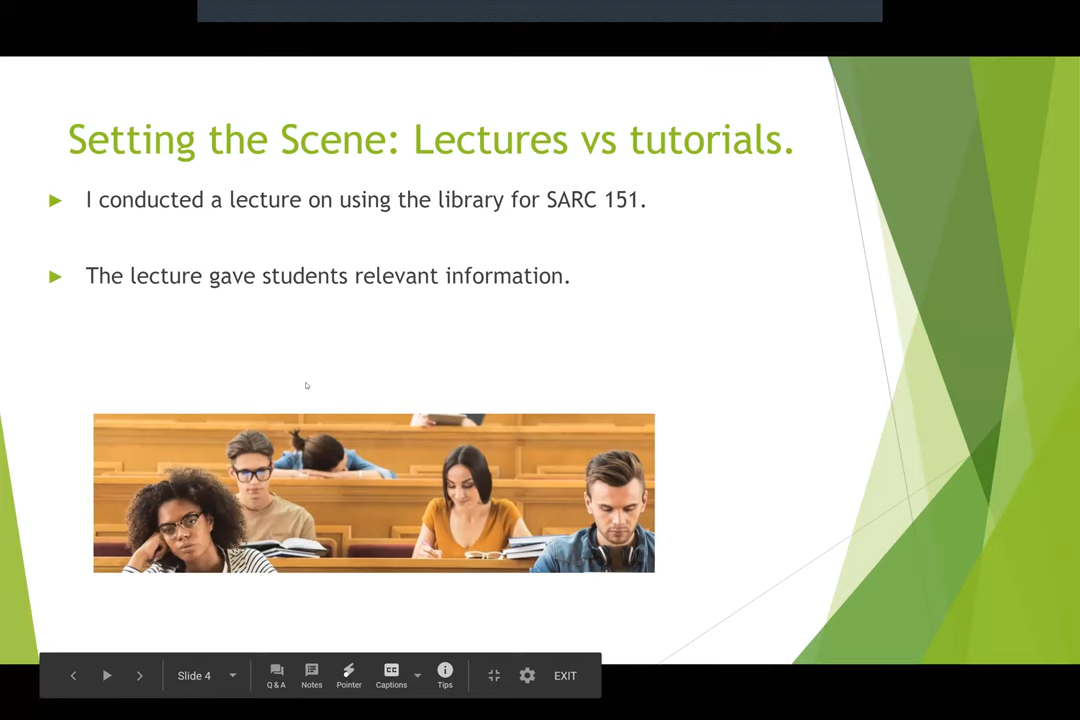 Setting the Scene: Lectures vs tutorials.
I conducted a lecture on using the library for SARC 151.
The lecture gave students relevant information.
Slide 4
Q & A
Notes
Pointer
CC
Captions
Tips
EXIT